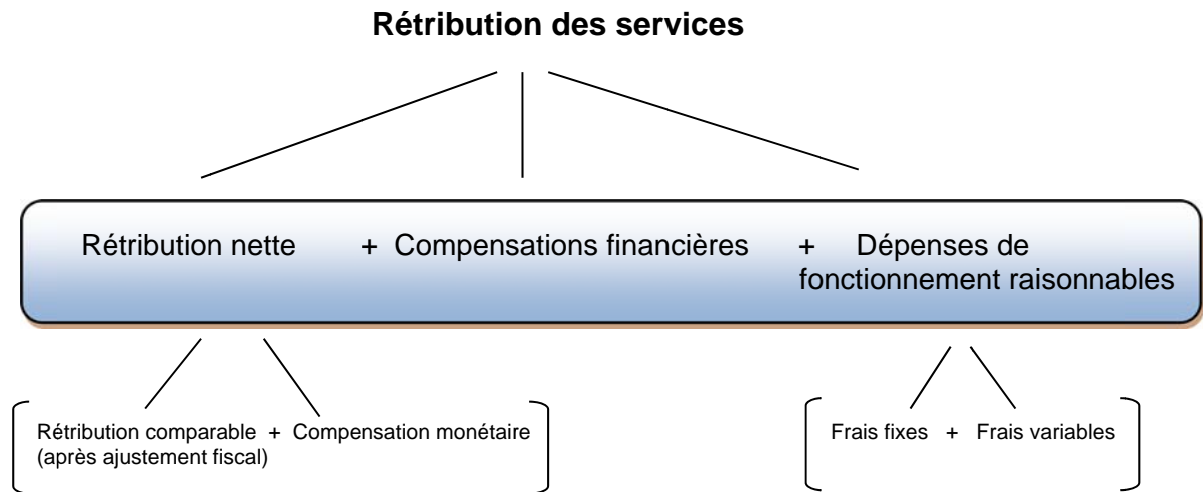 Rétribution des services
Rétribution nette + Compensations financières + Dépenses de
fonctionnement raisonnables
Rétribution comparable + Compensation monétaire
(après ajustement fiscal)
Frais fixes + Frais variables